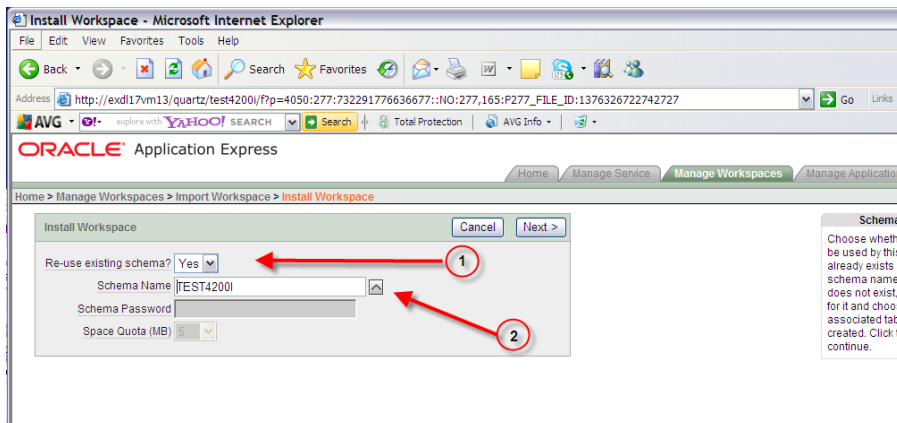 Install Workspace - Microsoft Internet Explorer
File Edit View Favorites Tools Help
Back Search Favorites
Address http://exdl17vm13/quartz/test4200i/f?p=4050:277:732291776636677::NO:277,165:P277_FILE_ID:1376326722742727 Go Links
AVG explore with YAHOO! SEARCH Search Total Protection AVG Info
ORACLE Application Express
Home Manage Service Manage Workspaces Manage Applicatio
Home > Manage Workspaces > Import Workspace > Install Workspace
Install Workspace Cancel Next >
Re-use existing schema? Yes 1
Schema Name TEST4200I
Schema Password
Space Quota (MB) 5 2
Schema
Choose wheth
be used by this
already exists
schema name
does not exist,
for it and choos
associated tab
created. Click
continue.